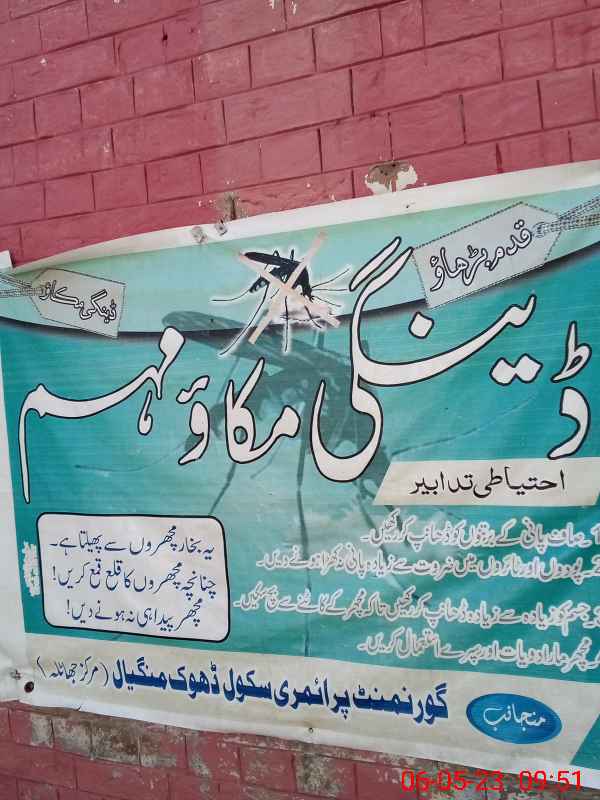 قدم بڑھاؤ
ڈینگی مکاؤ
ڈینگی مکاؤ مہم
احتیاطی تدابیر
صاف پانی کے برتنوں کو ڈھانپ کر رکھیں۔
پودوں اور میں ضرورت سے زیادہ پانی کھڑا نہ ہونے دیں۔
جسم کو زیادہ سے زیادہ ڈھانپ کر رکھیں تاکہ مچھر کے کاٹنے سے بچ سکیں۔
مچھر مار ادویات اور سپرے استعمال کریں۔
یہ بخار مچھروں سے پھیلتا ہے۔
چنانچہ مچھروں کا قلع قمع کریں!
مچھر پیدا ہی نہ ہونے دیں!
منجانب
گورنمنٹ پرائمری سکول ڈھوک منگیال (مرکز جھاٹلہ)
06-05-23 09:51